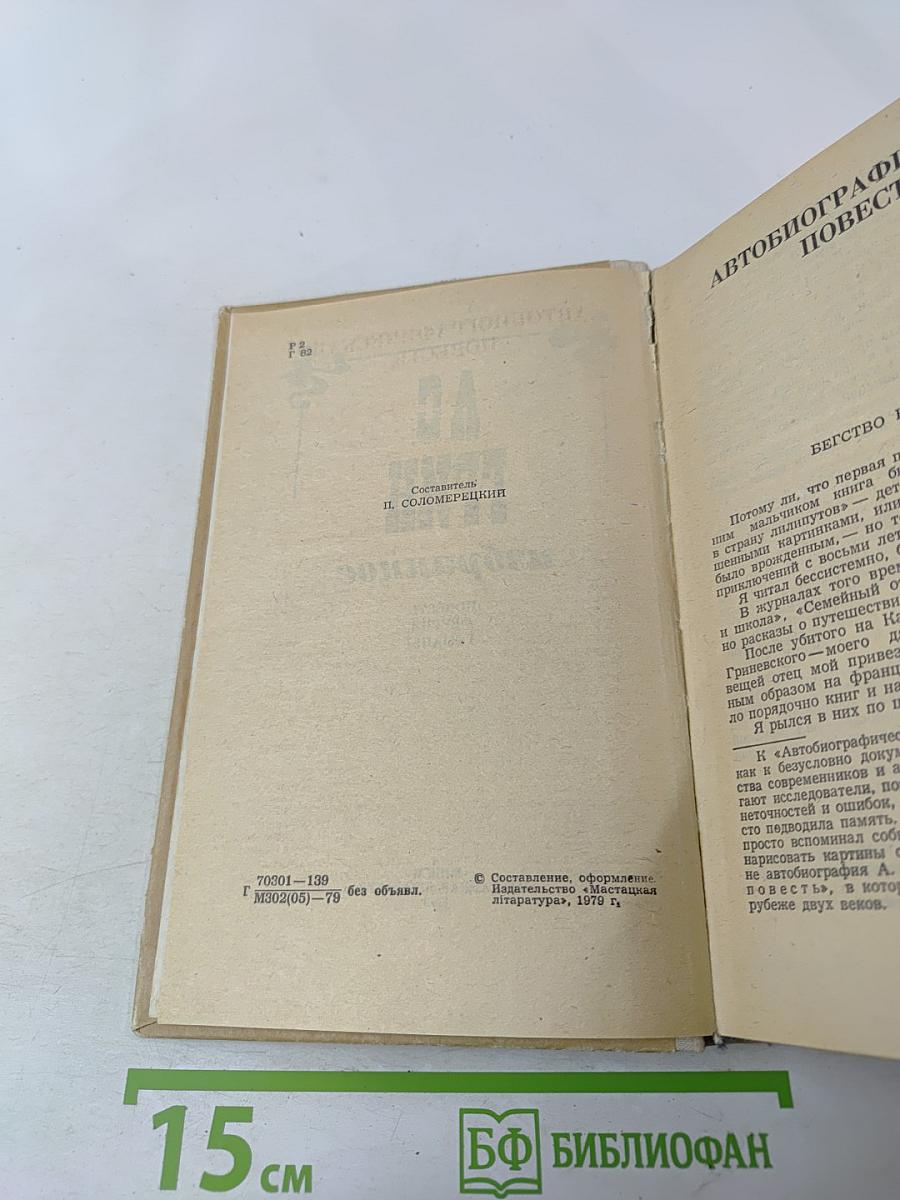 Р 2
Г 82
Составитель
П. СОЛОМЕРЕЦКИЙ
Г 70301—139
М302(05)—79 без объявл.
© Составление, оформление.
Издательство «Мастацкая
літаратура», 1979 г.
АВТОБИОГРАФИ
ПОВЕСТ
БЕГСТВО
Потому ли, что первая п
ним мальчиком книга б
в страну лилипутов» — дет
шенными картинками, или
было врожденным, — но т
приключений с восьми лет
Я читал бессистемно, б
В журналах того врем
и школа», «Семейный о
но рассказы о путешестви
После убитого на Ка
Гриневского — моего д
вещей отец мой привез
ным образом на франц
ло порядочно книг и на
Я рылся в них по ц
К «Автобиографичес
как к безусловно докум
ства современников и а
гают исследователи, по
неточностей и ошибок,
сто подводила память.
просто вспоминал соб
нарисовать картины с
не автобиография А.
повесть», в котор
рубеже двух веков.
15 см
БФ БИБЛИОФАН